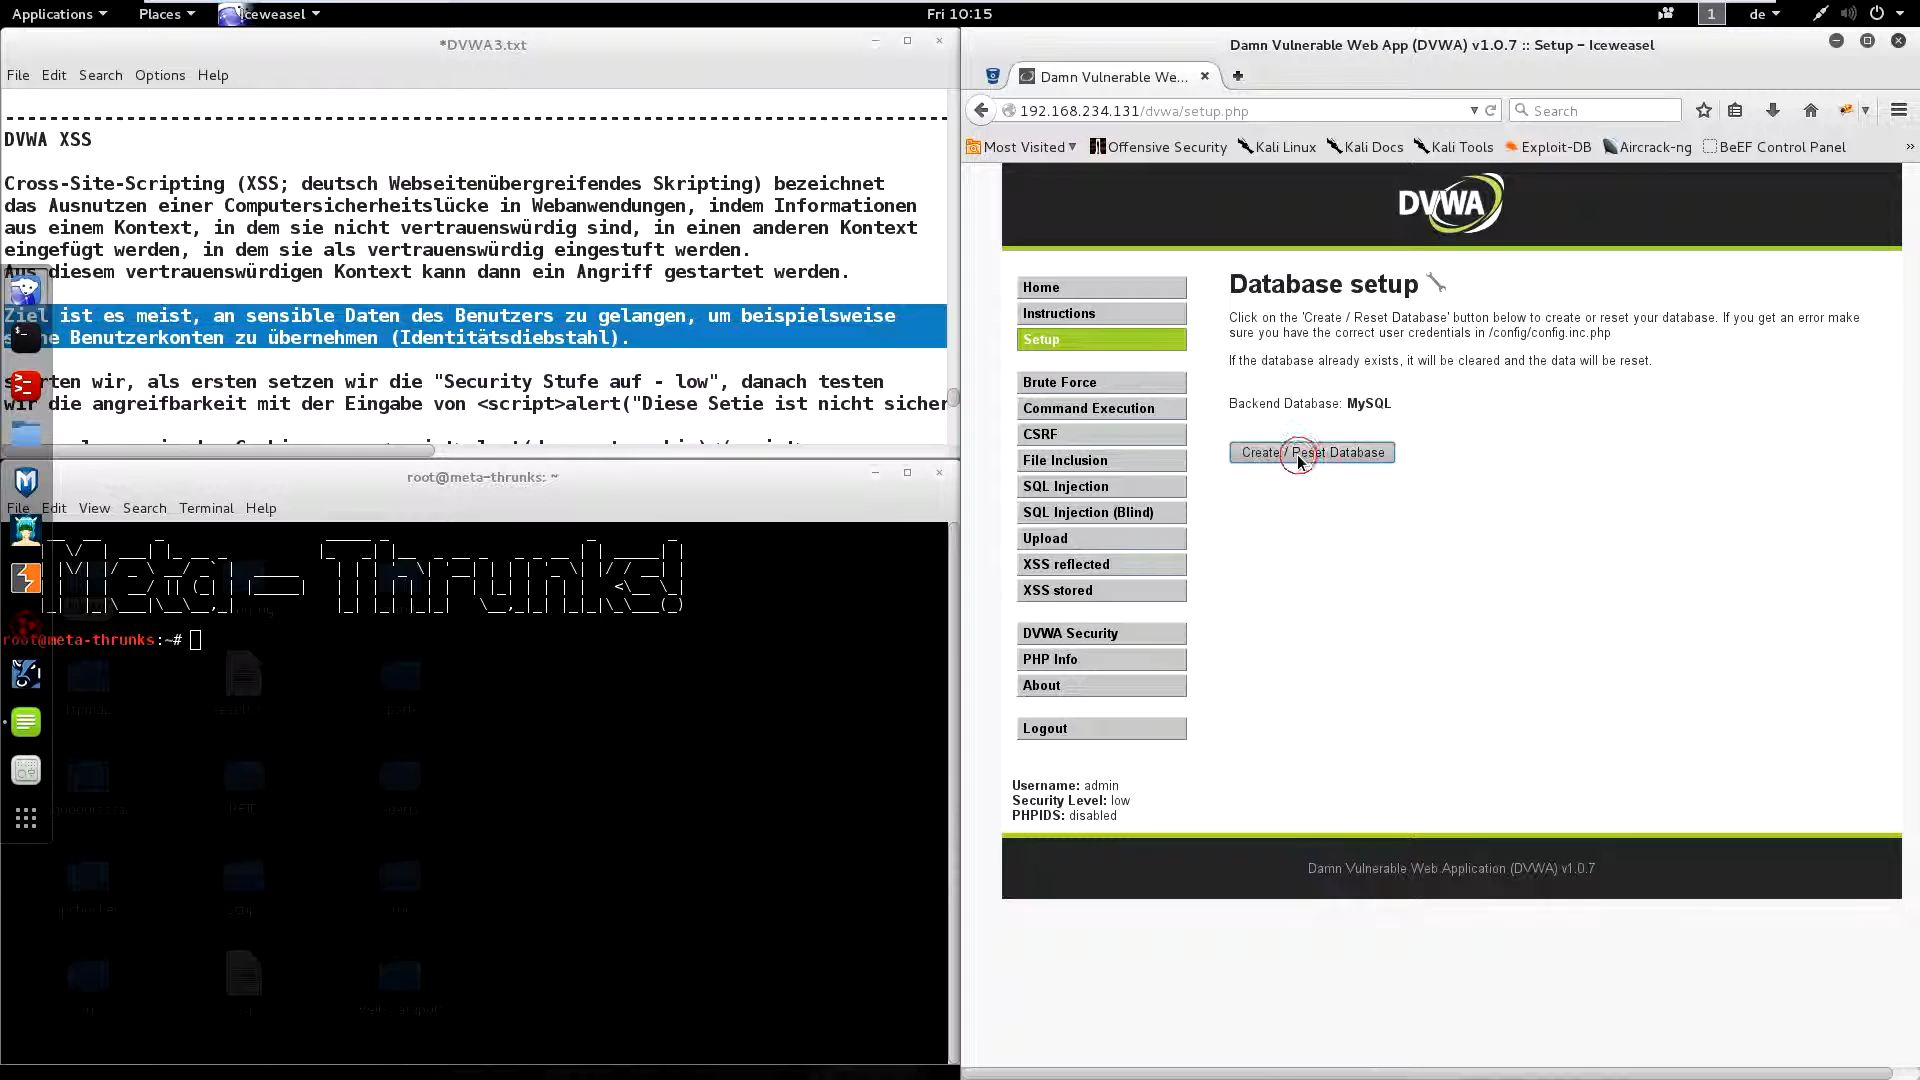 Applications
Places
Iceweasel
Fri 10:15
1
de
*DVWA3.txt
File Edit Search Options Help
DVWA XSS
Cross-Site-Scripting (XSS; deutsch Webseitenübergreifendes Skripting) bezeichnet
das Ausnutzen einer Computersicherheitslücke in Webanwendungen, indem Informationen
aus einem Kontext, in dem sie nicht vertrauenswürdig sind, in einen anderen Kontext
eingefügt werden, in dem sie als vertrauenswürdig eingestuft werden.
Aus diesem vertrauenswürdigen Kontext kann dann ein Angriff gestartet werden.
Ziel ist es meist, an sensible Daten des Benutzers zu gelangen, um beispielsweise
Benutzerkonten zu übernehmen (Identitätsdiebstahl).
wir, als ersten setzen wir die "Security Stufe auf - low", danach testen
wir die angreifbarkeit mit der Eingabe von <script>alert("Diese Setie ist nicht sicher
root@meta-thrunks: ~
File Edit View Search Terminal Help
Meta - Thrunks!
root@meta-thrunks:~#
Damn Vulnerable Web App (DVWA) v1.0.7 :: Setup - Iceweasel
Damn Vulnerable We...
192.168.234.131/dvwa/setup.php
Search
Most Visited
Offensive Security
Kali Linux
Kali Docs
Kali Tools
Exploit-DB
Aircrack-ng
BeEF Control Panel
»
DVWA
Home
Instructions
Setup
Brute Force
Command Execution
CSRF
File Inclusion
SQL Injection
SQL Injection (Blind)
Upload
XSS reflected
XSS stored
DVWA Security
PHP Info
About
Logout
Database setup
Click on the 'Create / Reset Database' button below to create or reset your database. If you get an error make
sure you have the correct user credentials in /config/config.inc.php
If the database already exists, it will be cleared and the data will be reset.
Backend Database: MySQL
Create / Reset Database
Username: admin
Security Level: low
PHPIDS: disabled
Damn Vulnerable Web Application (DVWA) v1.0.7